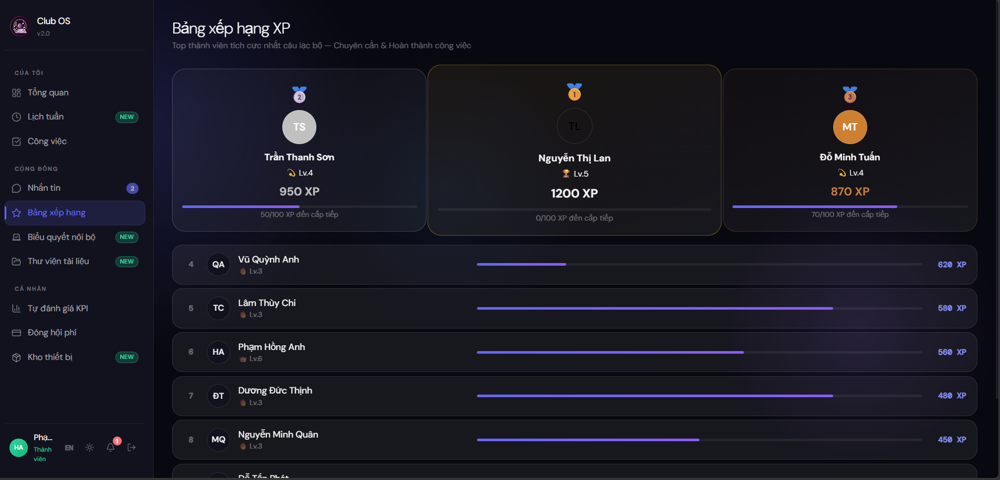 Club OS
v2.0
CỦA TÔI
Tổng quan
Lịch tuần NEW
Công việc
CỘNG ĐỒNG
Nhắn tin 2
Bảng xếp hạng
Biểu quyết nội bộ NEW
Thư viện tài liệu NEW
CÁ NHÂN
Tự đánh giá KPI
Đóng hội phí
Kho thiết bị NEW
HA
Phạ...
Thành
viên
EN
1
Bảng xếp hạng XP
Top thành viên tích cực nhất câu lạc bộ — Chuyên cần & Hoàn thành công việc
2
TS
Trần Thanh Sơn
Lv.4
950 XP
50/100 XP đến cấp tiếp
1
TL
Nguyễn Thị Lan
Lv.5
1200 XP
0/100 XP đến cấp tiếp
3
MT
Đỗ Minh Tuấn
Lv.4
870 XP
70/100 XP đến cấp tiếp
4 QA Vũ Quỳnh Anh 620 XP
Lv.3
5 TC Lâm Thùy Chi 580 XP
Lv.3
6 HA Phạm Hồng Anh 560 XP
Lv.6
7 ĐT Dương Đức Thịnh 480 XP
Lv.3
8 MQ Nguyễn Minh Quân 450 XP
Lv.3